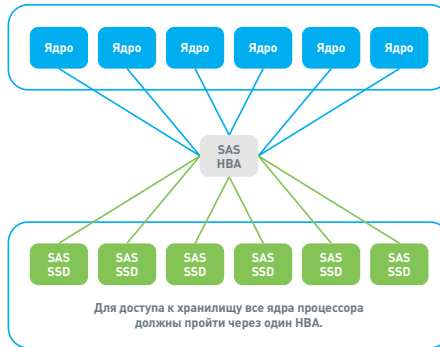 Ядро Ядро Ядро Ядро Ядро Ядро
SAS
HBA
SAS SAS SAS SAS SAS SAS
SSD SSD SSD SSD SSD SSD
Для доступа к хранилищу все ядра процессора
должны пройти через один HBA.